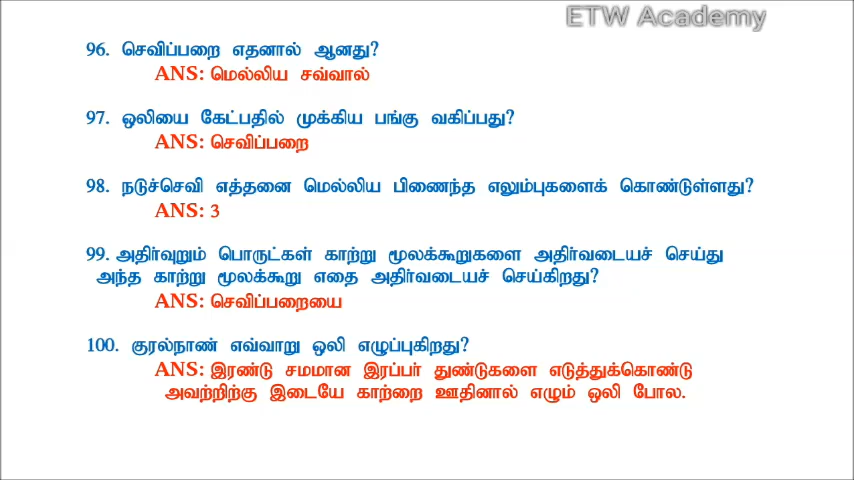 ETW Academy
96. செவிப்பறை எதனால் ஆனது?
ANS: மெல்லிய சவ்வால்
97. ஒலியை கேட்பதில் முக்கிய பங்கு வகிப்பது?
ANS: செவிப்பறை
98. நடுச்செவி எத்தனை மெல்லிய பிணைந்த எலும்புகளைக் கொண்டுள்ளது?
ANS: 3
99. அதிர்வுறும் பொருட்கள் காற்று மூலக்கூறுகளை அதிர்வடையச் செய்து
அந்த காற்று மூலக்கூறு எதை அதிர்வடையச் செய்கிறது?
ANS: செவிப்பறையை
100. குரல்நாண் எவ்வாறு ஒலி எழுப்புகிறது?
ANS: இரண்டு சமமான இரப்பர் துண்டுகளை எடுத்துக்கொண்டு
அவற்றிற்கு இடையே காற்றை ஊதினால் எழும் ஒலி போல.